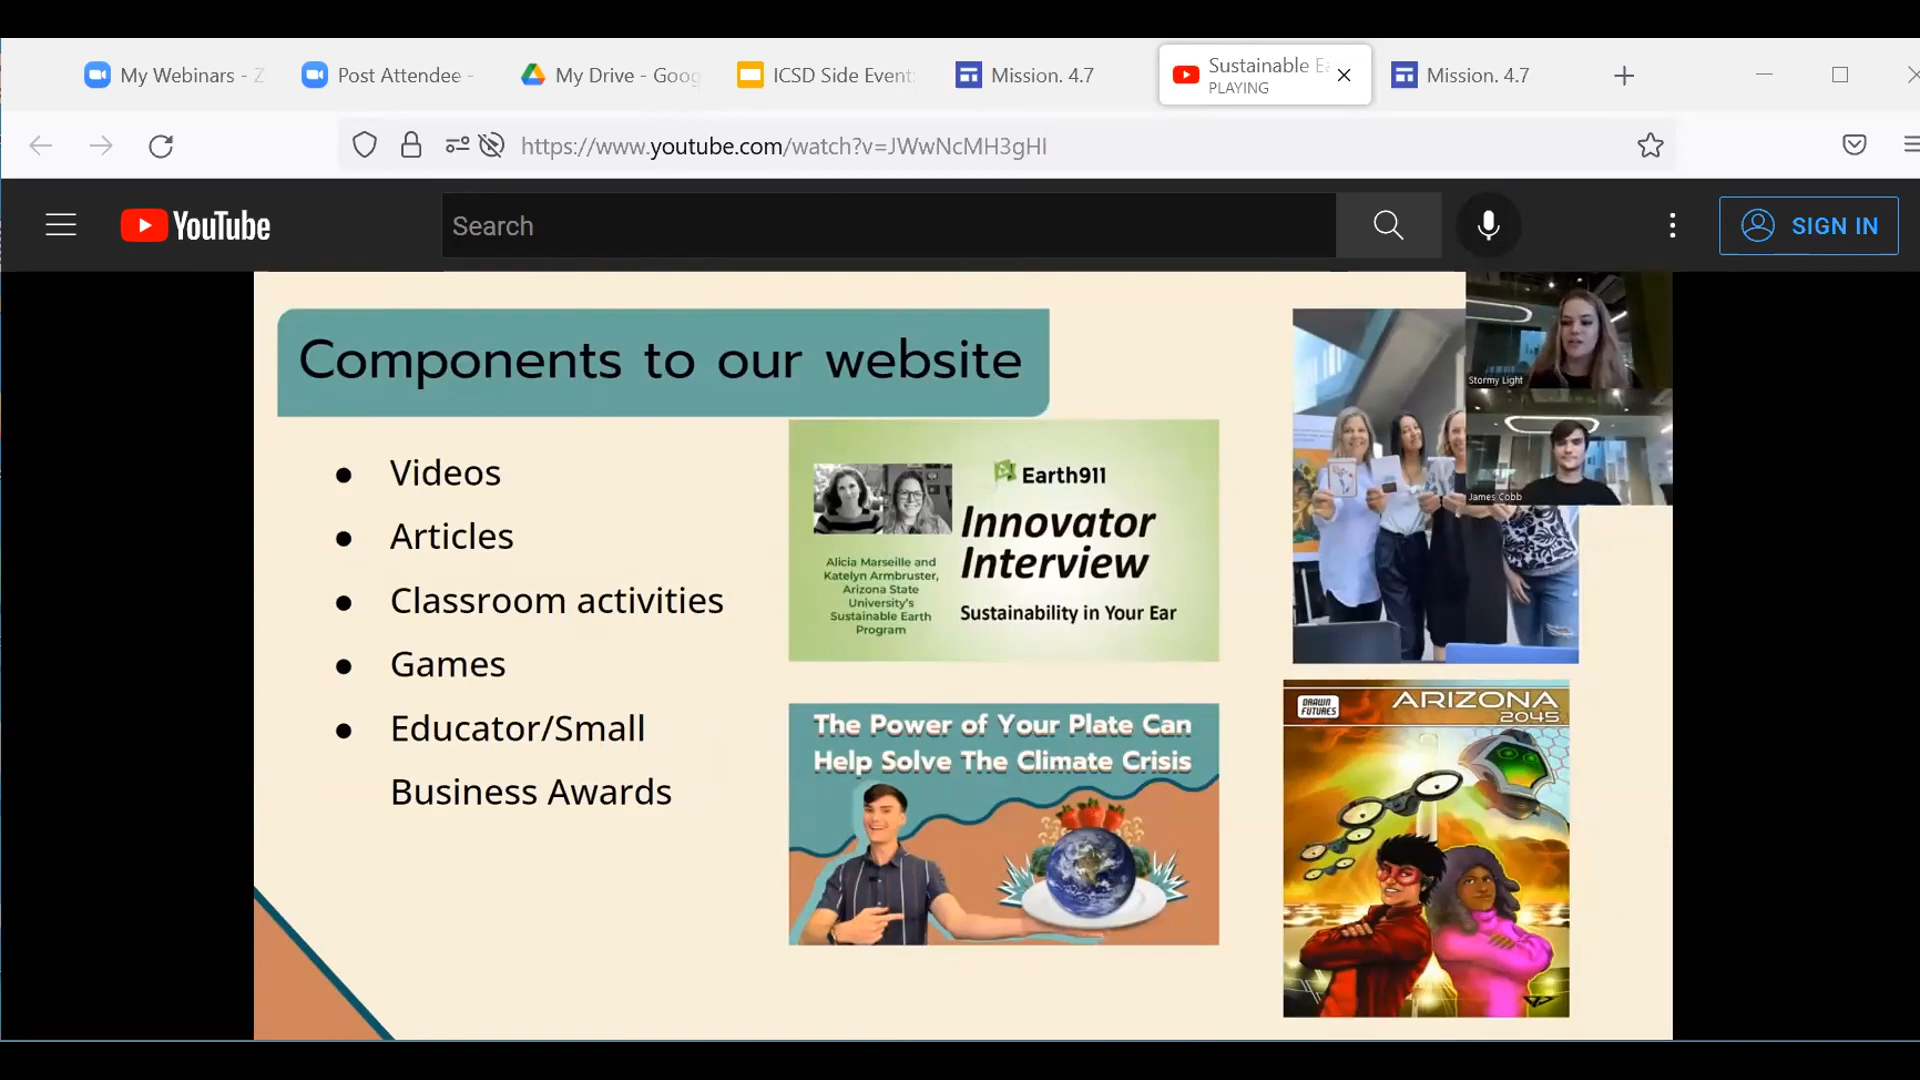 My Webinars - Z
Post Attendee -
My Drive - Goog
ICSD Side Event:
Mission. 4.7
Sustainable Ea
PLAYING
Mission. 4.7
https://www.youtube.com/watch?v=JWwNcMH3gHI
YouTube
Search
SIGN IN
Components to our website
Videos
Articles
Classroom activities
Games
Educator/Small
Business Awards
Earth911
Innovator
Interview
Sustainability in Your Ear
Alicia Marseille and
Katelyn Armbruster,
Arizona State
University's
Sustainable Earth
Program
The Power of Your Plate Can
Help Solve The Climate Crisis
Stormy Light
James Cobb
DRAWN
FUTURES
ARIZONA
2045